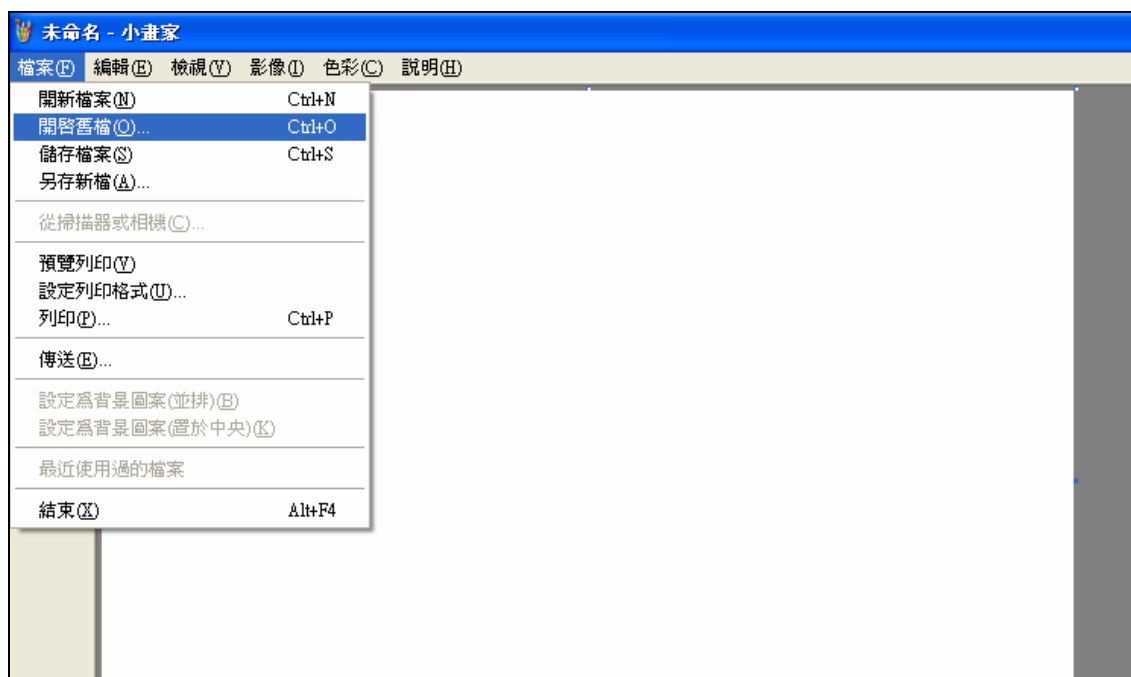 未命名 - 小畫家
檔案(F) 編輯(E) 檢視(V) 影像(I) 色彩(C) 說明(H)
開新檔案(N) Ctrl+N
開啓舊檔(O)... Ctrl+O
儲存檔案(S) Ctrl+S
另存新檔(A)...
從掃描器或相機(C)...
預覽列印(V)
設定列印格式(U)...
列印(P)... Ctrl+P
傳送(E)...
設定爲背景圖案(並排)(B)
設定爲背景圖案(置於中央)(K)
最近使用過的檔案
結束(X) Alt+F4